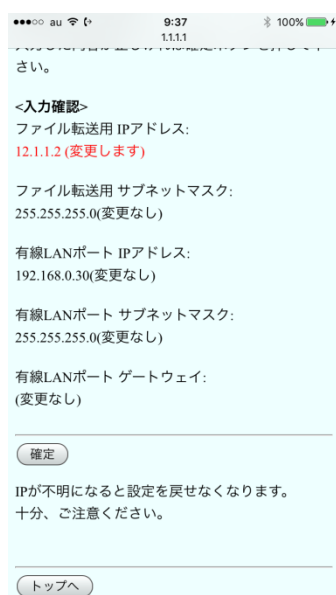 au 9:37 100%
1.1.1.1
さい。
<入力確認>
ファイル転送用 IPアドレス:
12.1.1.2 (変更します)
ファイル転送用 サブネットマスク:
255.255.255.0(変更なし)
有線LANポート IPアドレス:
192.168.0.30(変更なし)
有線LANポート サブネットマスク:
255.255.255.0(変更なし)
有線LANポート ゲートウェイ:
(変更なし)
確定
IPが不明になると設定を戻せなくなります。
十分、ご注意ください。
トップへ